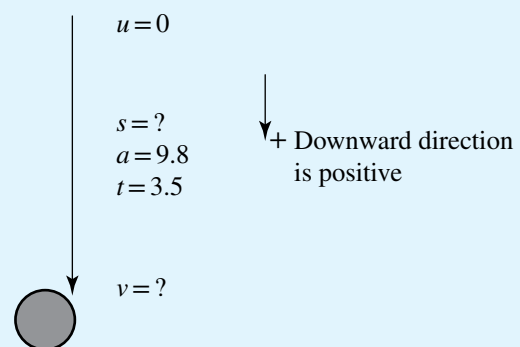 u = 0
s = ?
a = 9.8
t = 3.5
+ Downward direction
is positive
v = ?